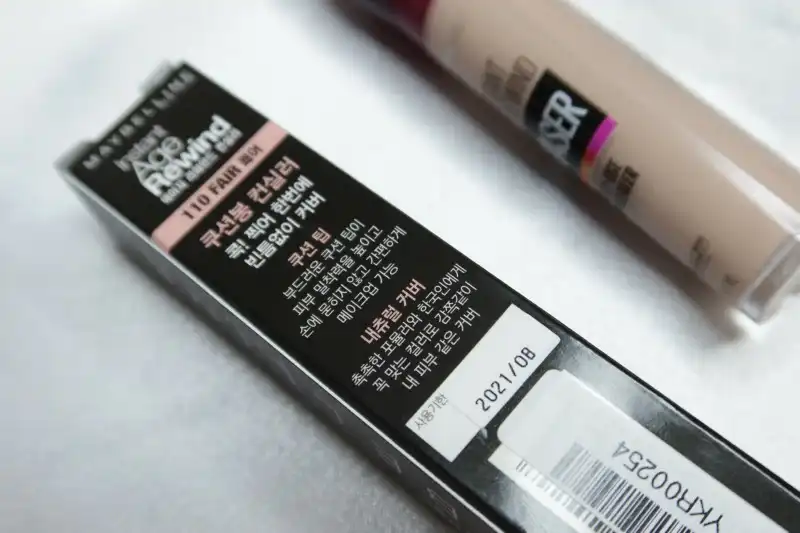 MAYBELLINE
Instant
Age
Rewind
110 FAIR 페어
쿠션봉 컨실러
콕! 찍어 한번에
빈틈없이 커버
쿠션 팁
부드러운 쿠션 팁이
피부 밀착력을 높이고
손에 묻히지 않고 간편하게
메이크업 가능
내츄럴 커버
촉촉한 포뮬라와 한국인에게
꼭 맞는 컬러로 감쪽같이
내 피부 같은 커버
사용기한
2021/08
YKR00254